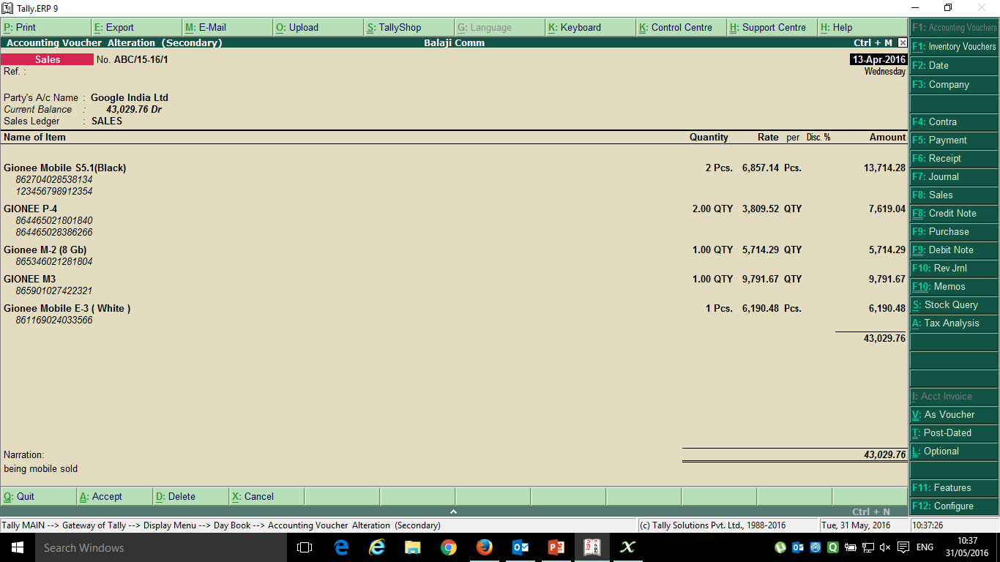 Tally.ERP 9
P: Print E: Export M: E-Mail O: Upload S: TallyShop G: Language K: Keyboard K: Control Centre H: Support Centre H: Help
Accounting Voucher Alteration (Secondary) Balaji Comm Ctrl + M
Sales No. ABC/15-16/1 13-Apr-2016
Ref. : Wednesday
Party's A/c Name : Google India Ltd
Current Balance : 43,029.76 Dr
Sales Ledger : SALES
Name of Item Quantity Rate per Disc. % Amount
Gionee Mobile S5.1(Black) 2 Pcs. 6,857.14 Pcs. 13,714.28
862704028538134
123456798912354
GIONEE P-4 2.00 QTY 3,809.52 QTY 7,619.04
864465021801840
864465028386266
Gionee M-2 (8 Gb) 1.00 QTY 5,714.29 QTY 5,714.29
865346021281804
GIONEE M3 1.00 QTY 9,791.67 QTY 9,791.67
865901027422321
Gionee Mobile E-3 ( White ) 1 Pcs. 6,190.48 Pcs. 6,190.48
861169024033566
43,029.76
Narration: 43,029.76
being mobile sold
Q: Quit A: Accept D: Delete X: Cancel
Ctrl + N
F1: Accounting Vouchers
F1: Inventory Vouchers
F2: Date
F3: Company
F4: Contra
F5: Payment
F6: Receipt
F7: Journal
F8: Sales
F8: Credit Note
F9: Purchase
F9: Debit Note
F10: Rev Jrnl
F10: Memos
S: Stock Query
A: Tax Analysis
I: Acct Invoice
V: As Voucher
T: Post-Dated
L: Optional
F11: Features
F12: Configure
Tally MAIN --> Gateway of Tally --> Display Menu --> Day Book --> Accounting Voucher Alteration (Secondary) (c) Tally Solutions Pvt. Ltd., 1988-2016 Tue, 31 May, 2016 10:37:26
Search Windows ENG 10:37
31/05/2016